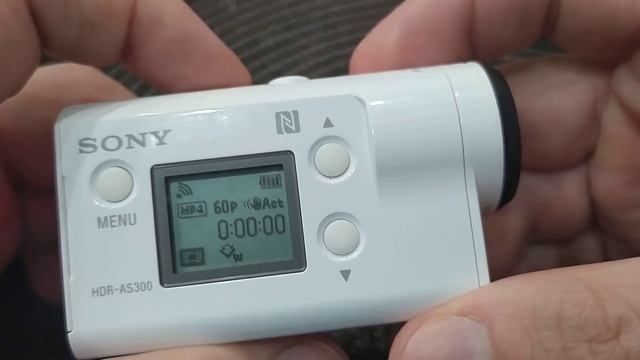 SONY
MENU
MP4 60P Act
0:00:00
W
HDR-AS300